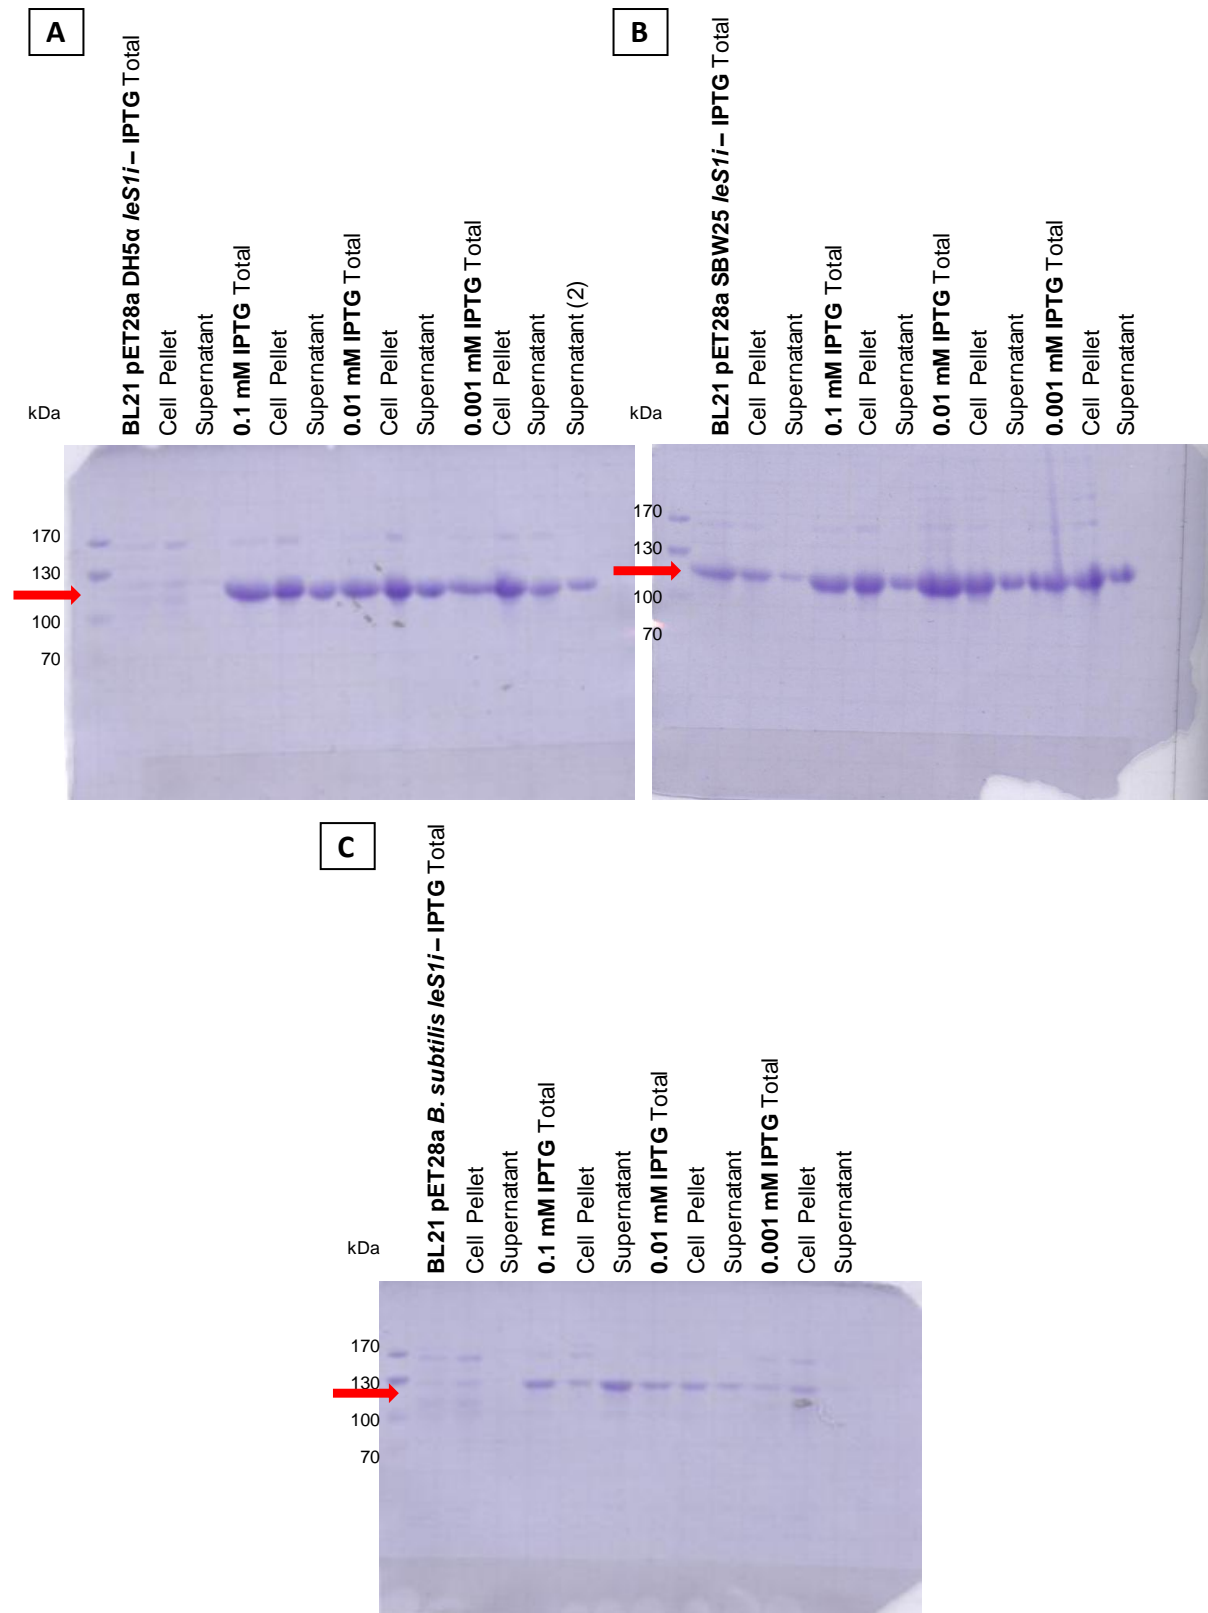 A
BL21 pET28a DH5α IeS1i – IPTG Total
Cell Pellet
Supernatant
0.1 mM IPTG Total
Cell Pellet
Supernatant
0.01 mM IPTG Total
Cell Pellet
Supernatant
0.001 mM IPTG Total
Cell Pellet
Supernatant
Supernatant (2)
kDa
170
130
100
70
B
BL21 pET28a SBW25 IeS1i – IPTG Total
Cell Pellet
Supernatant
0.1 mM IPTG Total
Cell Pellet
Supernatant
0.01 mM IPTG Total
Cell Pellet
Supernatant
0.001 mM IPTG Total
Cell Pellet
Supernatant
kDa
170
130
100
70
C
BL21 pET28a B. subtilis IeS1i – IPTG Total
Cell Pellet
Supernatant
0.1 mM IPTG Total
Cell Pellet
Supernatant
0.01 mM IPTG Total
Cell Pellet
Supernatant
0.001 mM IPTG Total
Cell Pellet
Supernatant
kDa
170
130
100
70